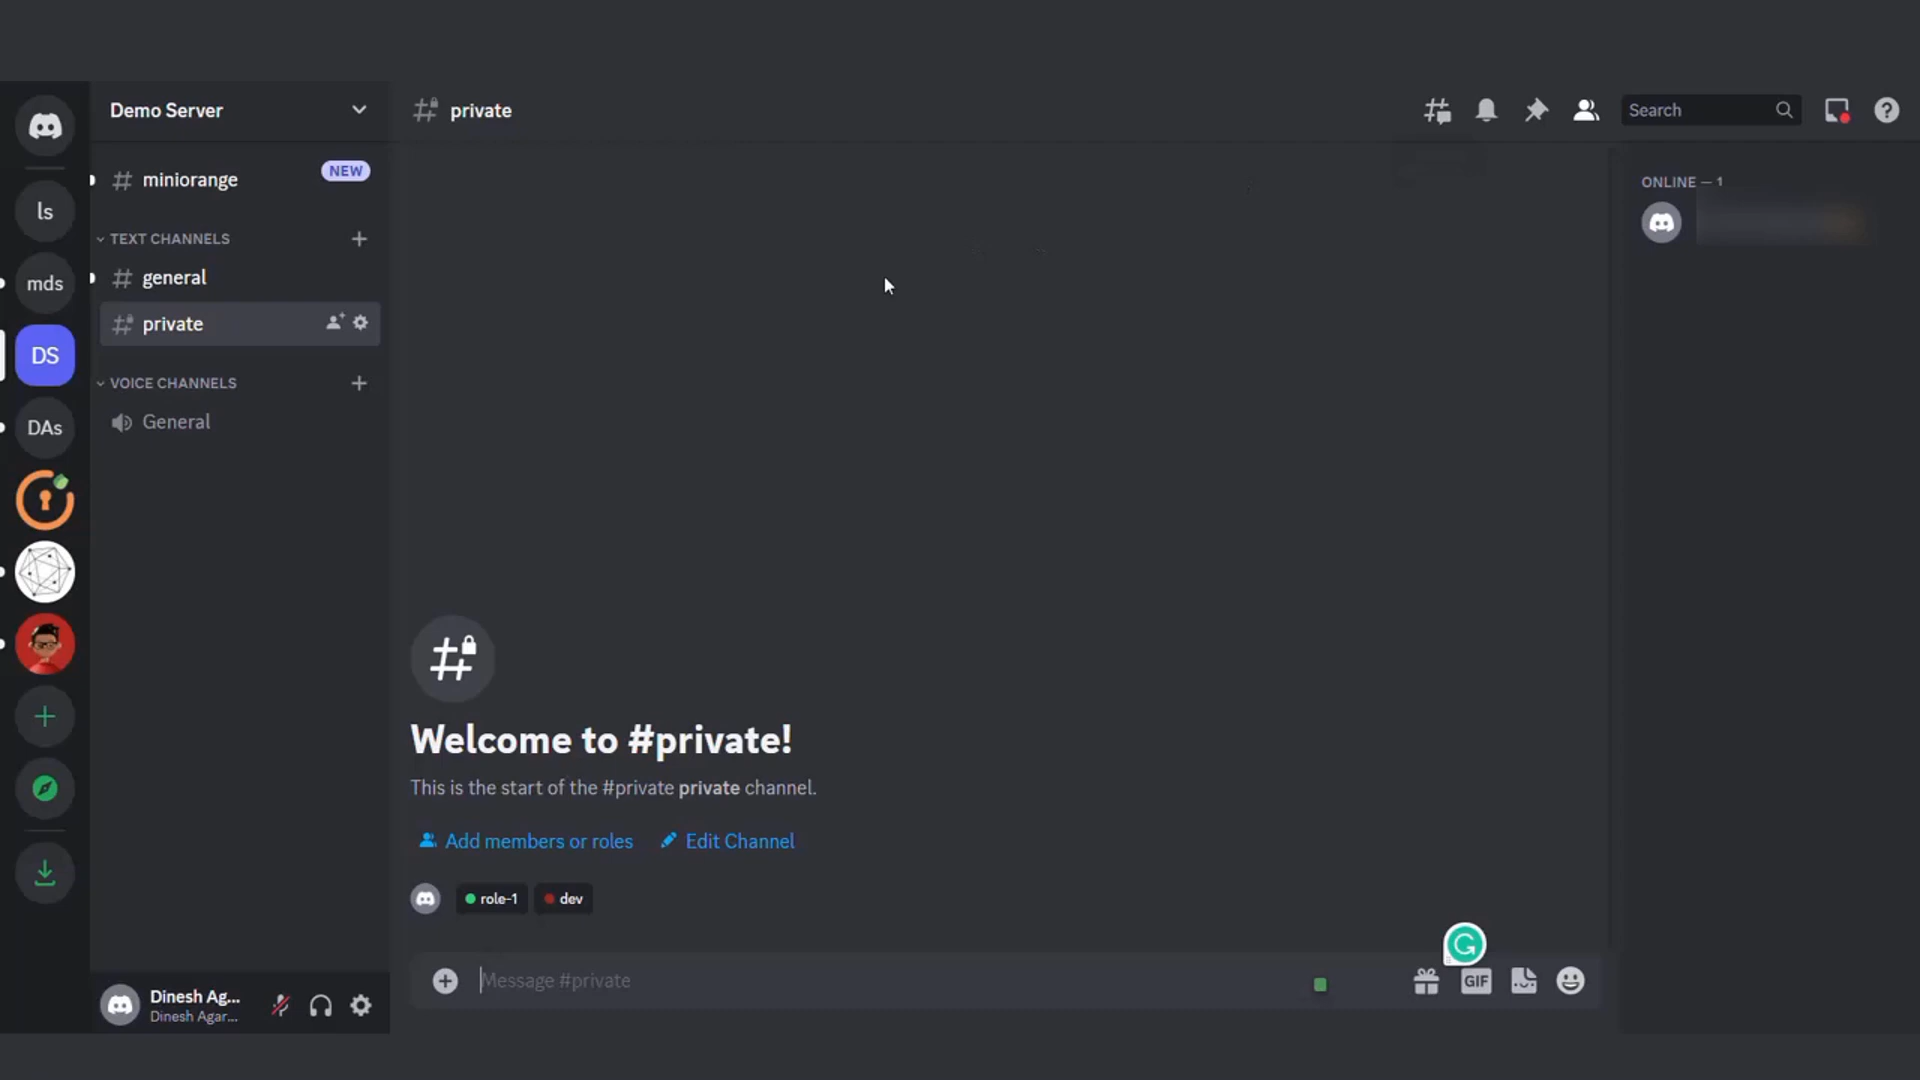 Demo Server
private
Search
miniorange
NEW
TEXT CHANNELS
general
private
VOICE CHANNELS
General
ls
mds
DS
DAs
ONLINE — 1
Welcome to #private!
This is the start of the #private private channel.
Add members or roles
Edit Channel
role-1
dev
Message #private
GIF
Dinesh Ag...
Dinesh Agar...